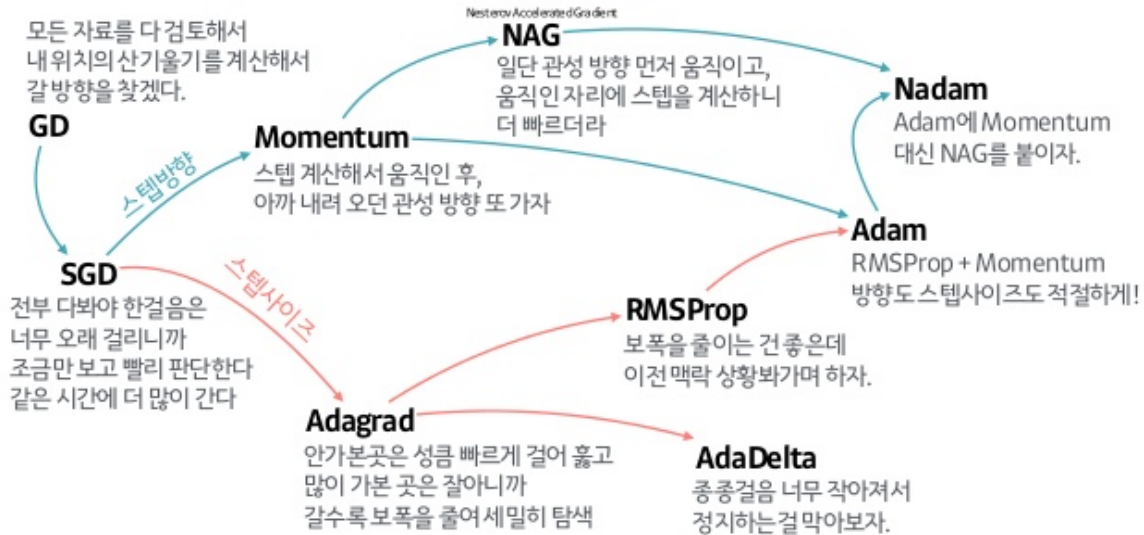 모든 자료를 다 검토해서
내 위치의 산기울기를 계산해서
갈 방향을 찾겠다.
GD
스텝방향
SGD
전부 다봐야 한걸음은
너무 오래 걸리니까
조금만 보고 빨리 판단한다
같은 시간에 더 많이 간다
Momentum
스텝 계산해서 움직인 후,
아까 내려 오던 관성 방향 또 가자
Nesterov Accelerated Gradient
NAG
일단 관성 방향 먼저 움직이고,
움직인 자리에 스텝을 계산하니
더 빠르더라
Nadam
Adam에 Momentum
대신 NAG를 붙이자.
Adam
RMSProp + Momentum
방향도 스텝사이즈도 적절하게!
스텝사이즈
RMSProp
보폭을 줄이는 건 좋은데
이전 맥락 상황봐가며 하자.
Adagrad
안가본곳은 성큼 빠르게 걸어 훓고
많이 가본 곳은 잘아니까
갈수록 보폭을 줄여 세밀히 탐색
AdaDelta
종종걸음 너무 작아져서
정지하는걸 막아보자.